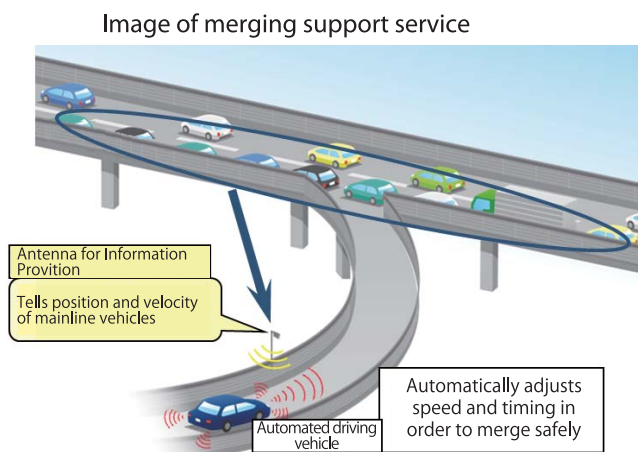 Image of merging support service
Antenna for Information
Provition
Tells position and velocity
of mainline vehicles
Automated driving
vehicle
Automatically adjusts
speed and timing in
order to merge safely